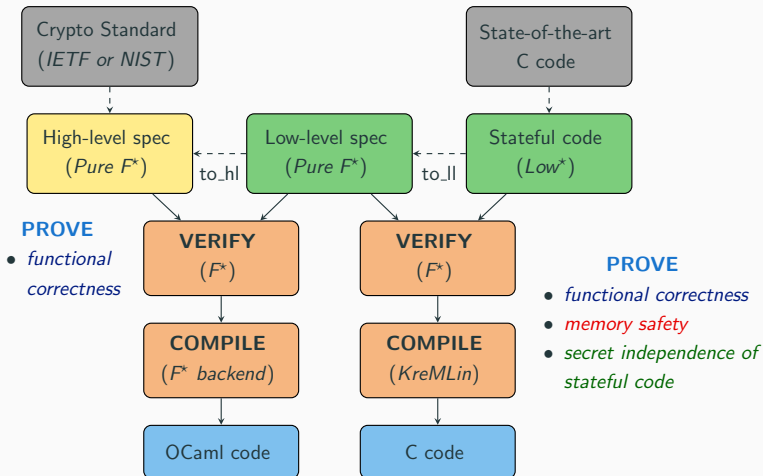 Crypto Standard
(IETF or NIST)
State-of-the-art
C code
High-level spec
(Pure F*)
to_hl
Low-level spec
(Pure F*)
to_ll
Stateful code
(Low*)
PROVE
• functional
correctness
VERIFY
(F*)
VERIFY
(F*)
PROVE
• functional correctness
• memory safety
• secret independence of
stateful code
COMPILE
(F* backend)
COMPILE
(KreMLin)
OCaml code
C code